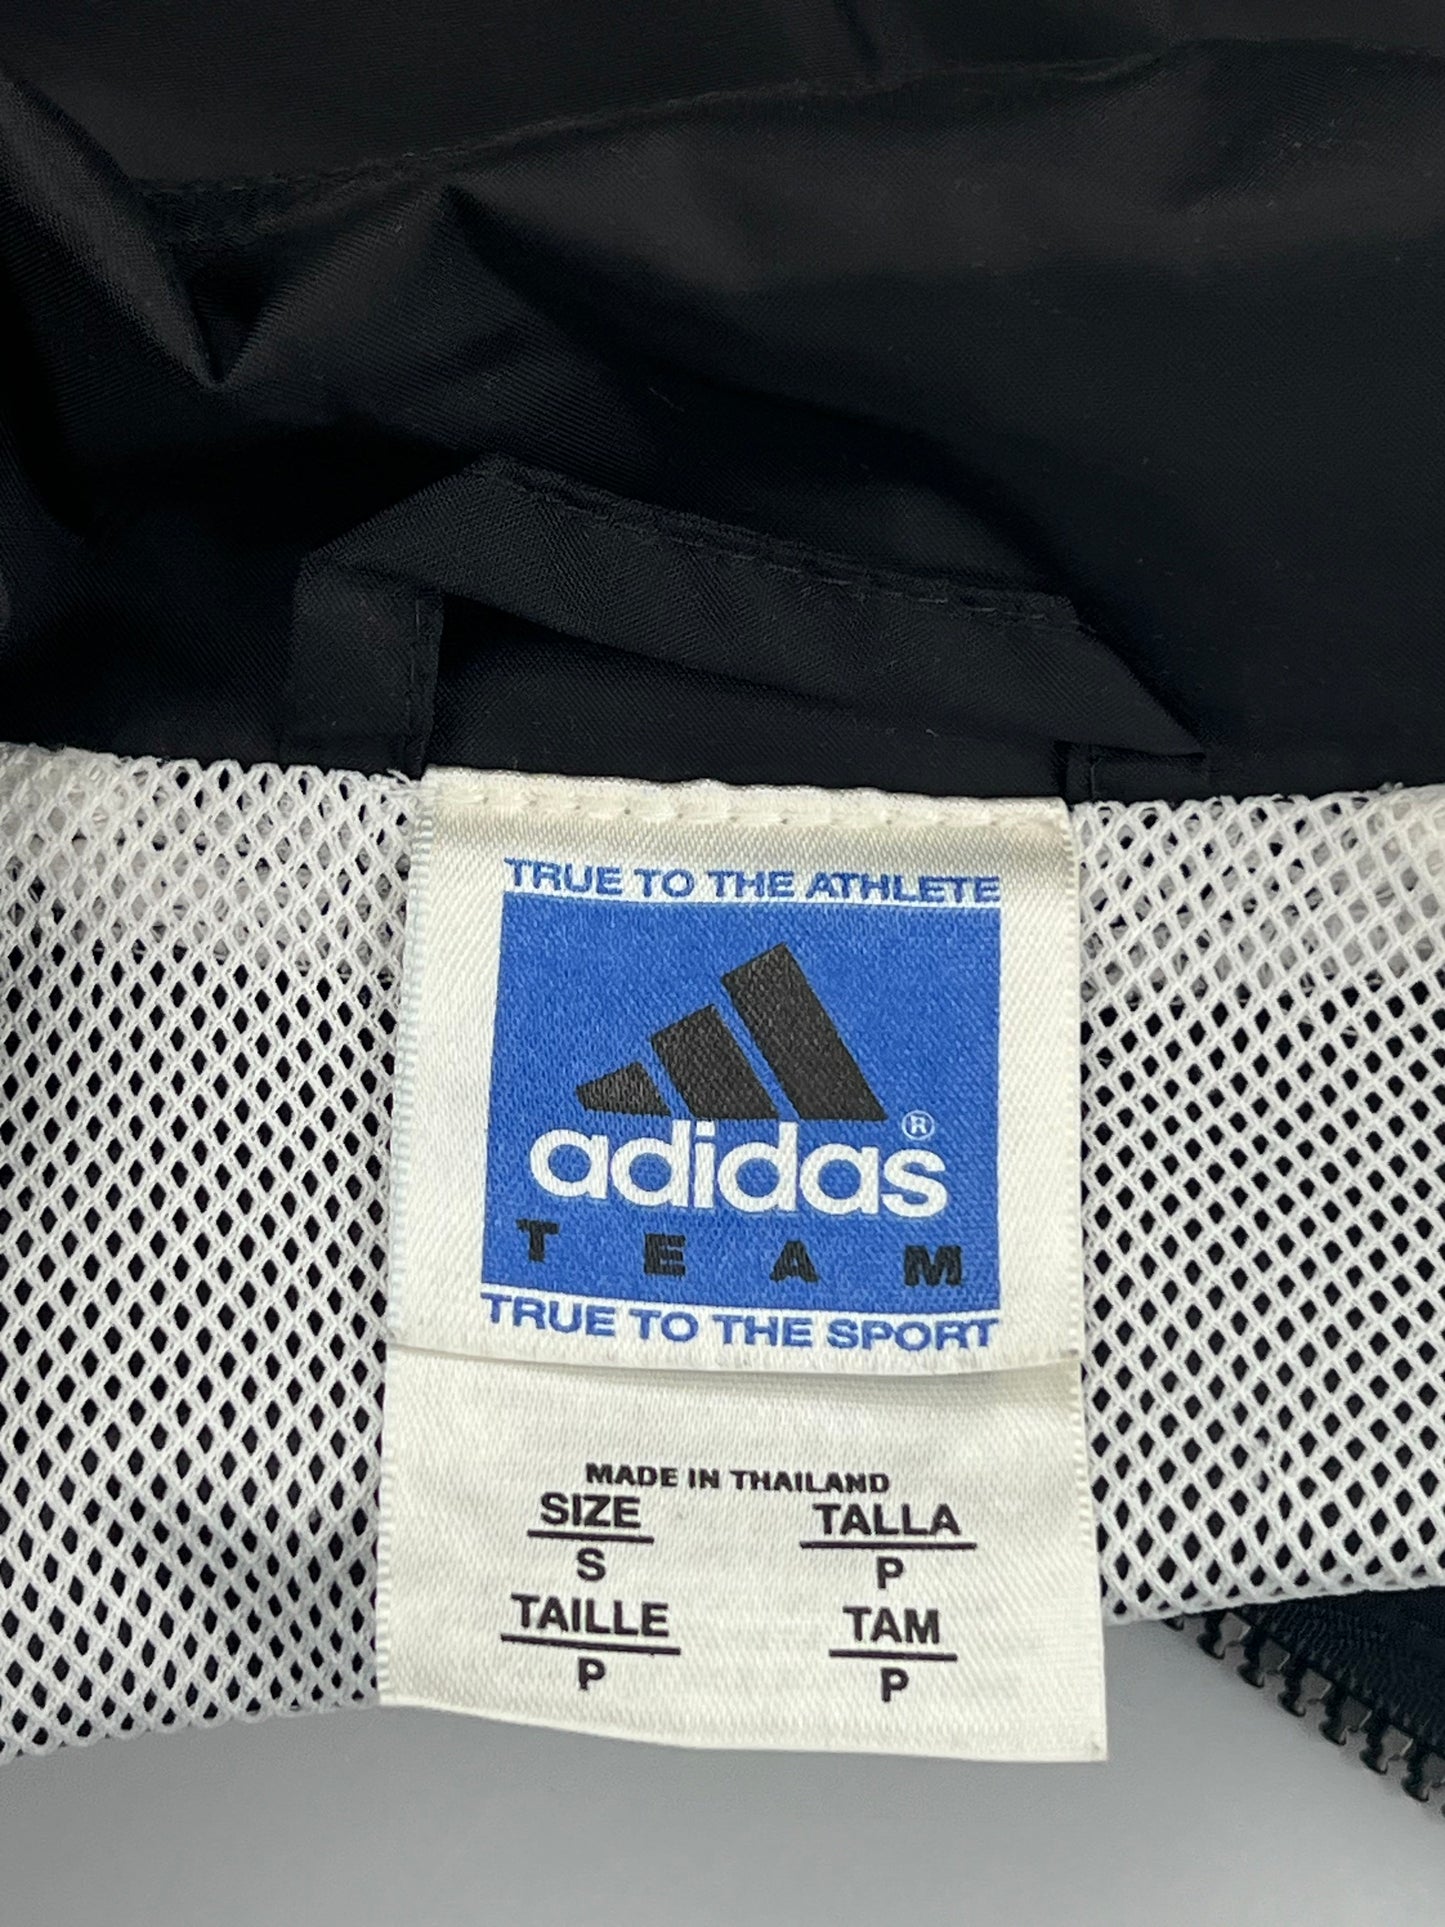 TRUE TO THE ATHLETE
adidas®
TEAM
TRUE TO THE SPORT
MADE IN THAILAND
SIZE TALLA
S P
TAILLE TAM
P P